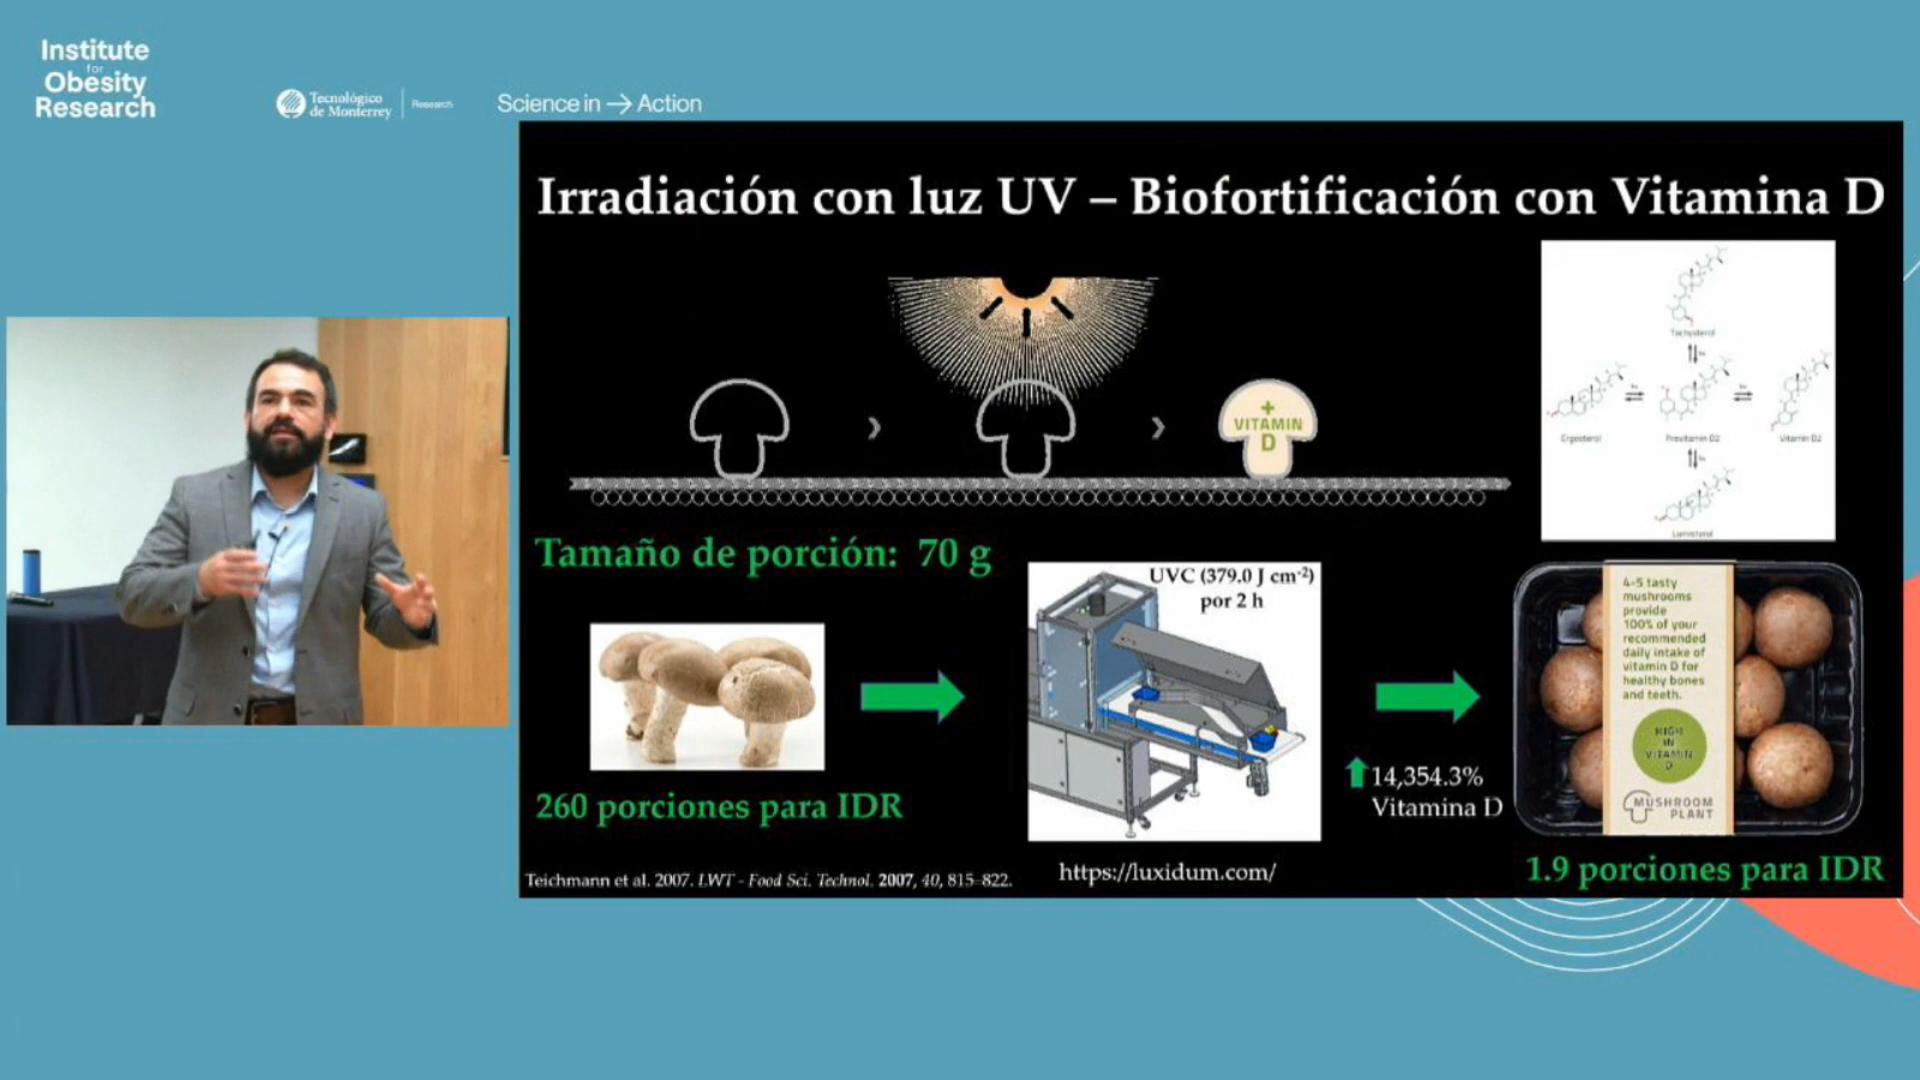 Institute
for
Obesity
Research
Tecnológico
de Monterrey
Research
Science in → Action
Irradiación con luz UV – Biofortificación con Vitamina D
+
VITAMIN
D
Tachysterol
Ergosterol
Previtamin D2
Vitamin D2
Lumisterol
Tamaño de porción: 70 g
UVC (379.0 J cm-2)
por 2 h
4-5 tasty
mushrooms
provide
100% of your
recommended
daily intake of
vitamin D for
healthy bones
and teeth.
HIGH
IN
VITAMIN
D
MUSHROOM
PLANT
14,354.3%
Vitamina D
260 porciones para IDR
1.9 porciones para IDR
Teichmann et al. 2007. LWT - Food Sci. Technol. 2007, 40, 815–822.
https://luxidum.com/